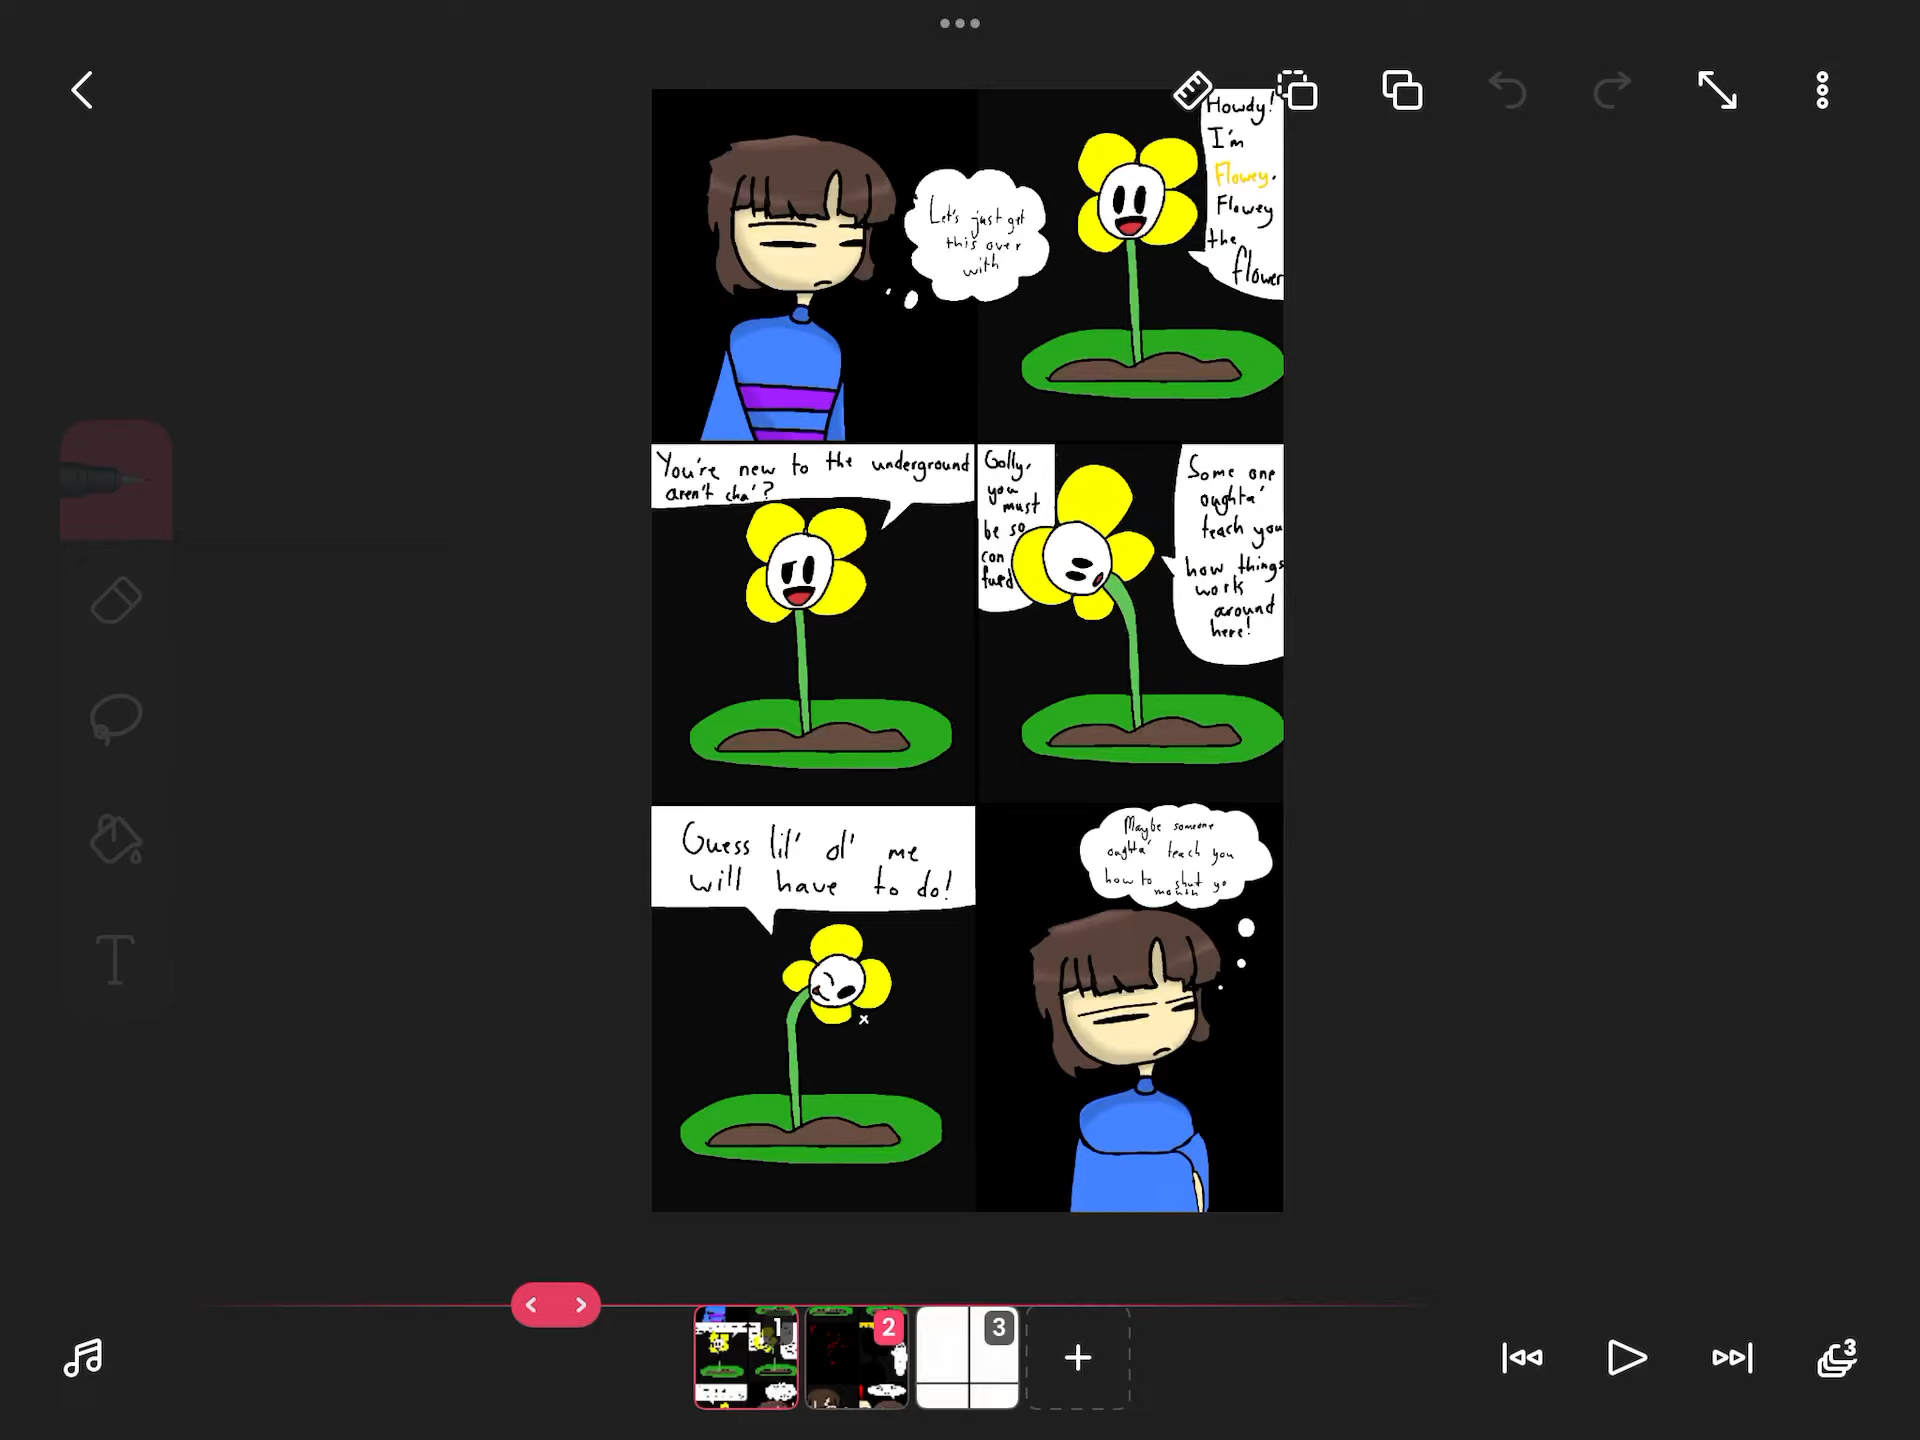 Let's just get
this over
with
Howdy!
I'm
Flowey.
Flowey
the
flower
You're new to the underground
aren't cha'?
Golly,
you
must
be so
con
fused
Some one
oughta'
teach you
how things
work
around
here!
Guess lil' ol' me
will have to do!
Maybe someone
oughta' teach you
how to shut yo
mouth
T
1
2
3
3